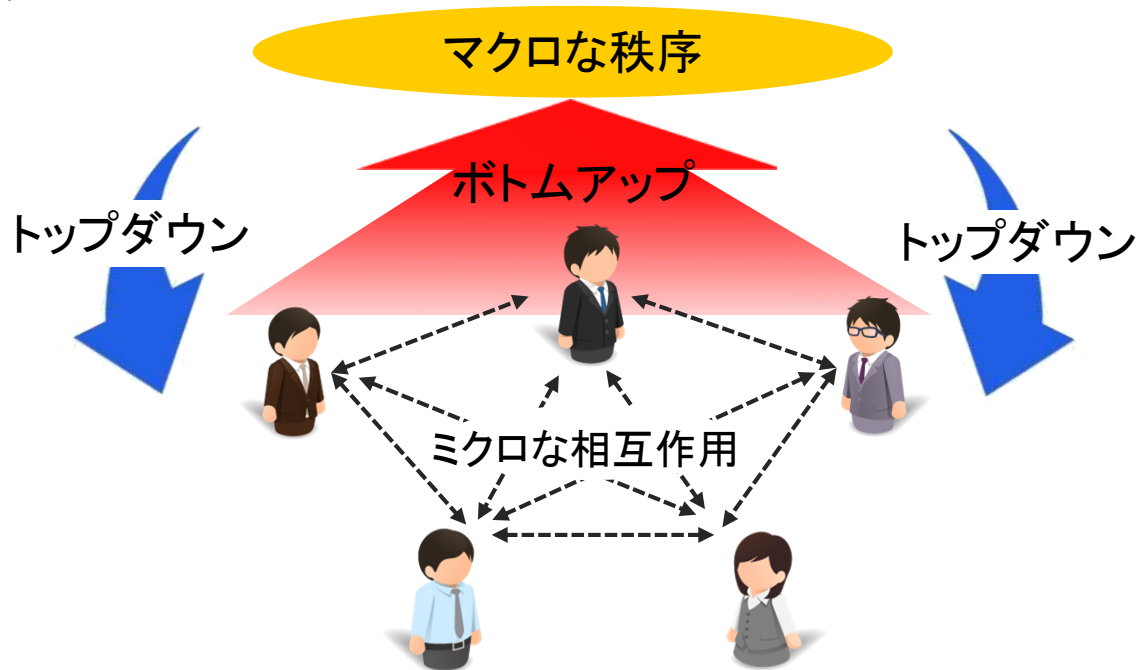 マクロな秩序
ボトムアップ
トップダウン
トップダウン
ミクロな相互作用